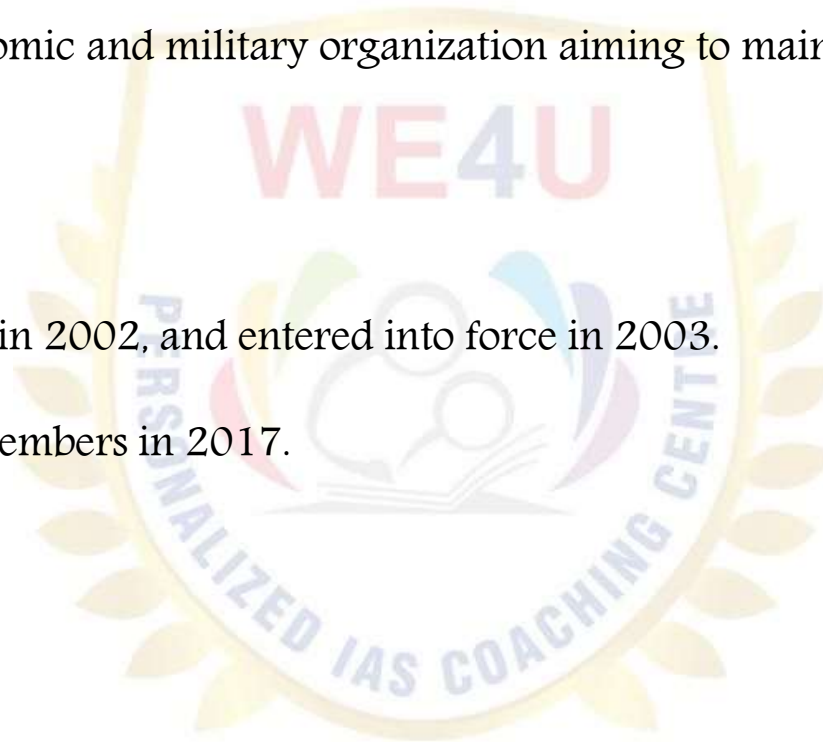 omic and military organization aiming to main
WE4U
in 2002, and entered into force in 2003.
embers in 2017.
PERSONALIZED IAS COACHING CENTRE